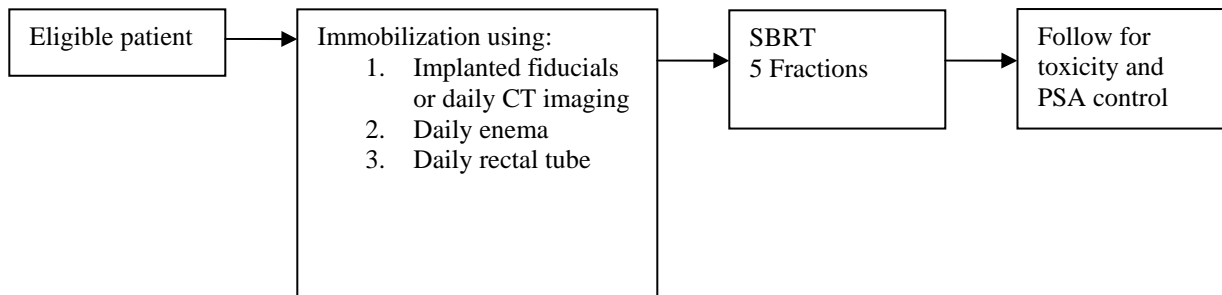 Eligible patient
Immobilization using:
1. Implanted fiducials
or daily CT imaging
2. Daily enema
3. Daily rectal tube
SBRT
5 Fractions
Follow for
toxicity and
PSA control